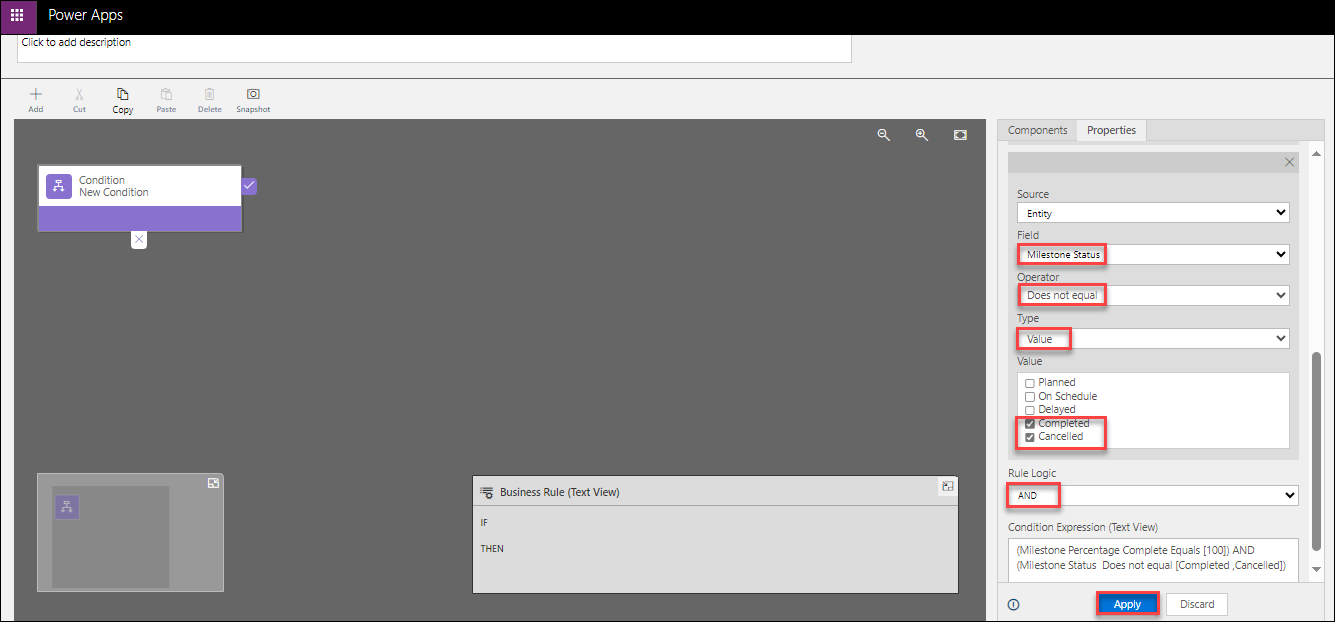 Power Apps
Click to add description
Add
Cut
Copy
Paste
Delete
Snapshot
Condition
New Condition
Business Rule (Text View)
IF
THEN
Components
Properties
Source
Entity
Field
Milestone Status
Operator
Does not equal
Type
Value
Value
Planned
On Schedule
Delayed
Completed
Cancelled
Rule Logic
AND
Condition Expression (Text View)
(Milestone Percentage Complete Equals [100]) AND
(Milestone Status Does not equal [Completed ,Cancelled])
Apply
Discard